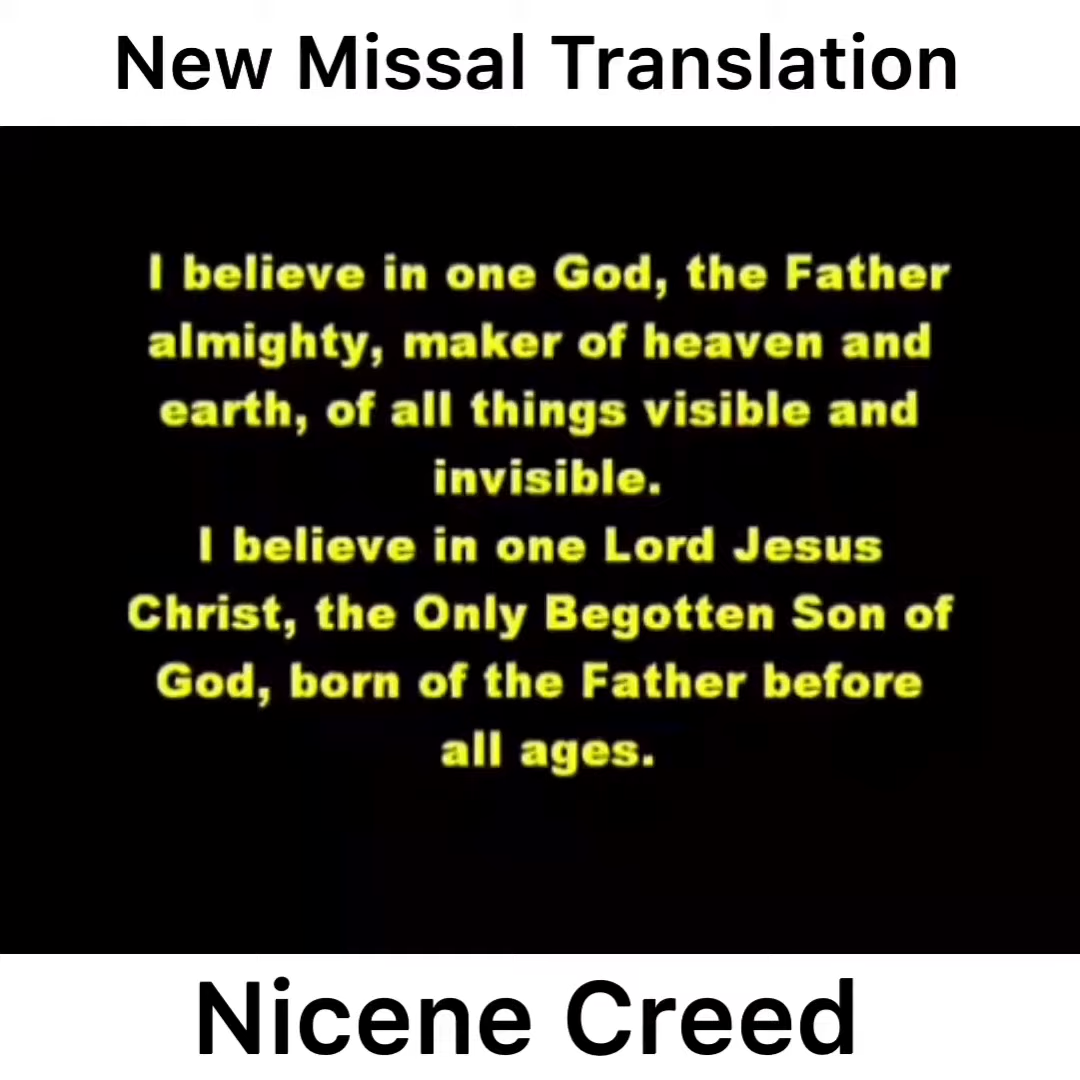 New Missal Translation
I believe in one God, the Father
almighty, maker of heaven and
earth, of all things visible and
invisible.
I believe in one Lord Jesus
Christ, the Only Begotten Son of
God, born of the Father before
all ages.
Nicene Creed